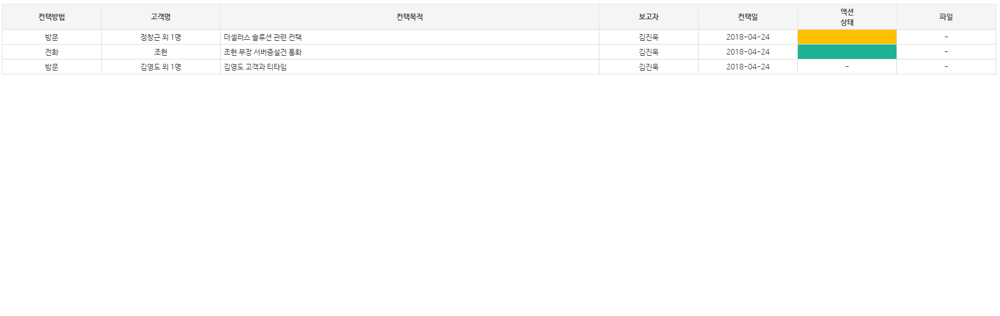 컨택방법 고객명 컨택목적 보고자 컨택일 액션 상태 파일
방문 정창근 외 1명 더셀러스 솔루션 관련 컨택 김진욱 2018-04-24 -
전화 조현 조현 부장 서버증설건 통화 김진욱 2018-04-24 -
방문 김영도 외 1명 김영도 고객과 티타임 김진욱 2018-04-24 - -